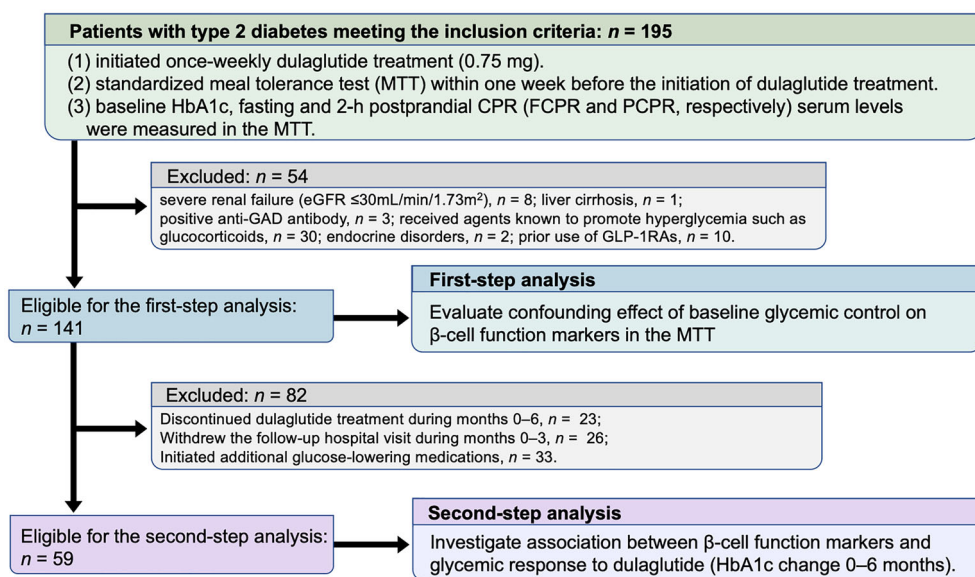 Patients with type 2 diabetes meeting the inclusion criteria: n = 195
(1) initiated once-weekly dulaglutide treatment (0.75 mg).
(2) standardized meal tolerance test (MTT) within one week before the initiation of dulaglutide treatment.
(3) baseline HbA1c, fasting and 2-h postprandial CPR (FCPR and PCPR, respectively) serum levels
were measured in the MTT.
Excluded: n = 54
severe renal failure (eGFR ≤30mL/min/1.73m²), n = 8; liver cirrhosis, n = 1;
positive anti-GAD antibody, n = 3; received agents known to promote hyperglycemia such as
glucocorticoids, n = 30; endocrine disorders, n = 2; prior use of GLP-1RAs, n = 10.
Eligible for the first-step analysis:
n = 141
First-step analysis
Evaluate confounding effect of baseline glycemic control on
β-cell function markers in the MTT
Excluded: n = 82
Discontinued dulaglutide treatment during months 0–6, n = 23;
Withdrew the follow-up hospital visit during months 0–3, n = 26;
Initiated additional glucose-lowering medications, n = 33.
Eligible for the second-step analysis:
n = 59
Second-step analysis
Investigate association between β-cell function markers and
glycemic response to dulaglutide (HbA1c change 0–6 months).